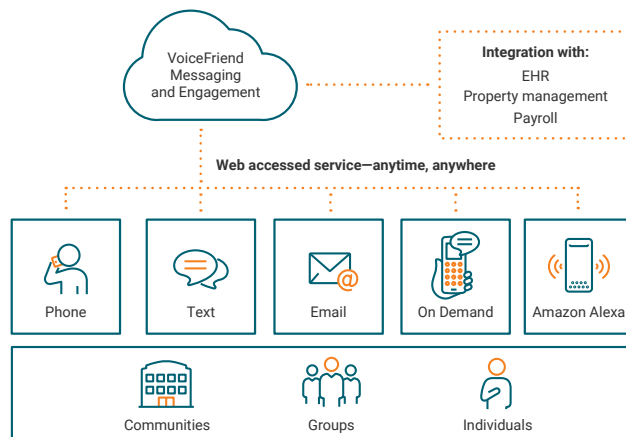 VoiceFriend
Messaging
and Engagement
Integration with:
EHR
Property management
Payroll
Web accessed service—anytime, anywhere
Phone
Text
@
Email
On Demand
Amazon Alexa
Communities
Groups
Individuals